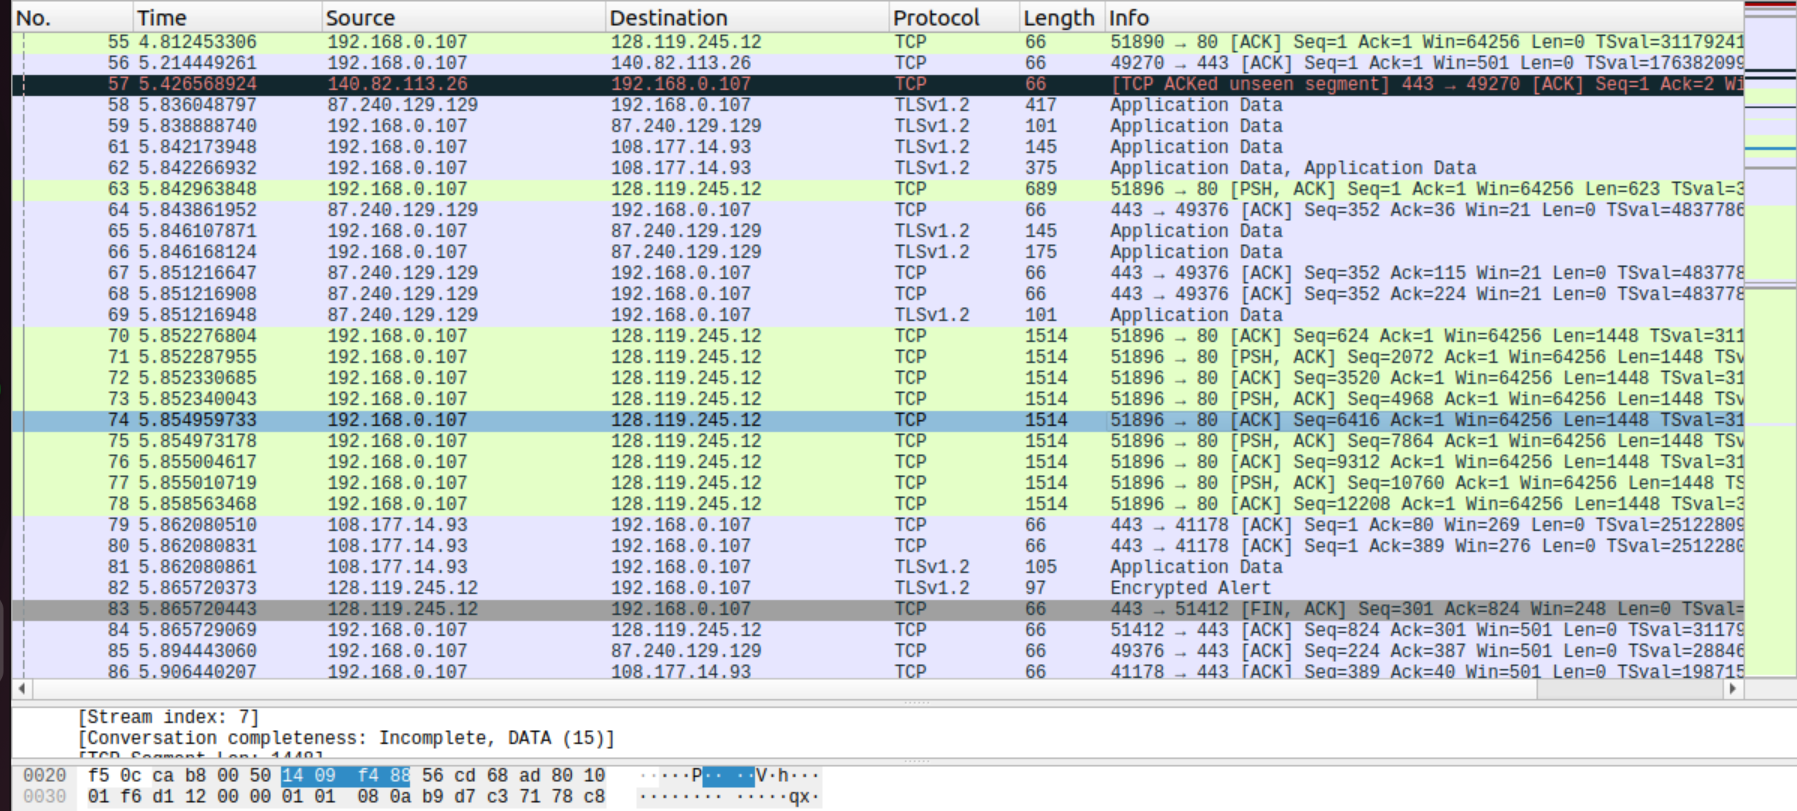 No. Time Source Destination Protocol Length Info
55 4.812453306 192.168.0.107 128.119.245.12 TCP 66 51890 → 80 [ACK] Seq=1 Ack=1 Win=64256 Len=0 TSval=31179241
56 5.214449261 192.168.0.107 140.82.113.26 TCP 66 49270 → 443 [ACK] Seq=1 Ack=1 Win=501 Len=0 TSval=176382099
57 5.426568924 140.82.113.26 192.168.0.107 TCP 66 [TCP ACKed unseen segment] 443 → 49270 [ACK] Seq=1 Ack=2 Wi
58 5.836048797 87.240.129.129 192.168.0.107 TLSv1.2 417 Application Data
59 5.838888740 192.168.0.107 87.240.129.129 TLSv1.2 101 Application Data
61 5.842173948 192.168.0.107 108.177.14.93 TLSv1.2 145 Application Data
62 5.842266932 192.168.0.107 108.177.14.93 TLSv1.2 375 Application Data, Application Data
63 5.842963848 192.168.0.107 128.119.245.12 TCP 689 51896 → 80 [PSH, ACK] Seq=1 Ack=1 Win=64256 Len=623 TSval=3
64 5.843861952 87.240.129.129 192.168.0.107 TCP 66 443 → 49376 [ACK] Seq=352 Ack=36 Win=21 Len=0 TSval=4837786
65 5.846107871 192.168.0.107 87.240.129.129 TLSv1.2 145 Application Data
66 5.846168124 192.168.0.107 87.240.129.129 TLSv1.2 175 Application Data
67 5.851216647 87.240.129.129 192.168.0.107 TCP 66 443 → 49376 [ACK] Seq=352 Ack=115 Win=21 Len=0 TSval=483778
68 5.851216908 87.240.129.129 192.168.0.107 TCP 66 443 → 49376 [ACK] Seq=352 Ack=224 Win=21 Len=0 TSval=483778
69 5.851216948 87.240.129.129 192.168.0.107 TLSv1.2 101 Application Data
70 5.852276804 192.168.0.107 128.119.245.12 TCP 1514 51896 → 80 [ACK] Seq=624 Ack=1 Win=64256 Len=1448 TSval=311
71 5.852287955 192.168.0.107 128.119.245.12 TCP 1514 51896 → 80 [PSH, ACK] Seq=2072 Ack=1 Win=64256 Len=1448 TSv
72 5.852330685 192.168.0.107 128.119.245.12 TCP 1514 51896 → 80 [ACK] Seq=3520 Ack=1 Win=64256 Len=1448 TSval=31
73 5.852340043 192.168.0.107 128.119.245.12 TCP 1514 51896 → 80 [PSH, ACK] Seq=4968 Ack=1 Win=64256 Len=1448 TSv
74 5.854959733 192.168.0.107 128.119.245.12 TCP 1514 51896 → 80 [ACK] Seq=6416 Ack=1 Win=64256 Len=1448 TSval=31
75 5.854973178 192.168.0.107 128.119.245.12 TCP 1514 51896 → 80 [PSH, ACK] Seq=7864 Ack=1 Win=64256 Len=1448 TSv
76 5.855004617 192.168.0.107 128.119.245.12 TCP 1514 51896 → 80 [ACK] Seq=9312 Ack=1 Win=64256 Len=1448 TSval=31
77 5.855010719 192.168.0.107 128.119.245.12 TCP 1514 51896 → 80 [PSH, ACK] Seq=10760 Ack=1 Win=64256 Len=1448 TS
78 5.858563468 192.168.0.107 128.119.245.12 TCP 1514 51896 → 80 [ACK] Seq=12208 Ack=1 Win=64256 Len=1448 TSval=3
79 5.862080510 108.177.14.93 192.168.0.107 TCP 66 443 → 41178 [ACK] Seq=1 Ack=80 Win=269 Len=0 TSval=25122809
80 5.862080831 108.177.14.93 192.168.0.107 TCP 66 443 → 41178 [ACK] Seq=1 Ack=389 Win=276 Len=0 TSval=2512280
81 5.862080861 108.177.14.93 192.168.0.107 TLSv1.2 105 Application Data
82 5.865720373 128.119.245.12 192.168.0.107 TLSv1.2 97 Encrypted Alert
83 5.865720443 128.119.245.12 192.168.0.107 TCP 66 443 → 51412 [FIN, ACK] Seq=301 Ack=824 Win=248 Len=0 TSval=
84 5.865729069 192.168.0.107 128.119.245.12 TCP 66 51412 → 443 [ACK] Seq=824 Ack=301 Win=501 Len=0 TSval=31179
85 5.894443060 192.168.0.107 87.240.129.129 TCP 66 49376 → 443 [ACK] Seq=224 Ack=387 Win=501 Len=0 TSval=28846
86 5.906440207 192.168.0.107 108.177.14.93 TCP 66 41178 → 443 [ACK] Seq=389 Ack=40 Win=501 Len=0 TSval=198715
[Stream index: 7]
[Conversation completeness: Incomplete, DATA (15)]
[TCP Segment Len: 1448]
0020 f5 0c ca b8 00 50 14 09 f4 88 56 cd 68 ad 80 10 ·····P·· ··V·h···
0030 01 f6 d1 12 00 00 01 01 08 0a b9 d7 c3 71 78 c8 ········ ·····qx·